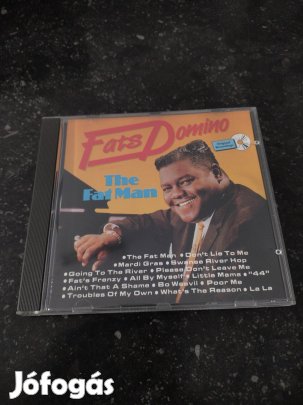 Fats Domino
The
Fat Man
• The Fat Man • Don't Lie To Me
• Mardi Gras • Swanee River Hop
• Going To The River • Please Don't Leave Me
• Fat's Frenzy • All By Myself • Little Mama • "44"
• Ain't That A Shame • Bo Weevil • Poor Me
• Troubles Of My Own • What's The Reason • La La
Jófogás